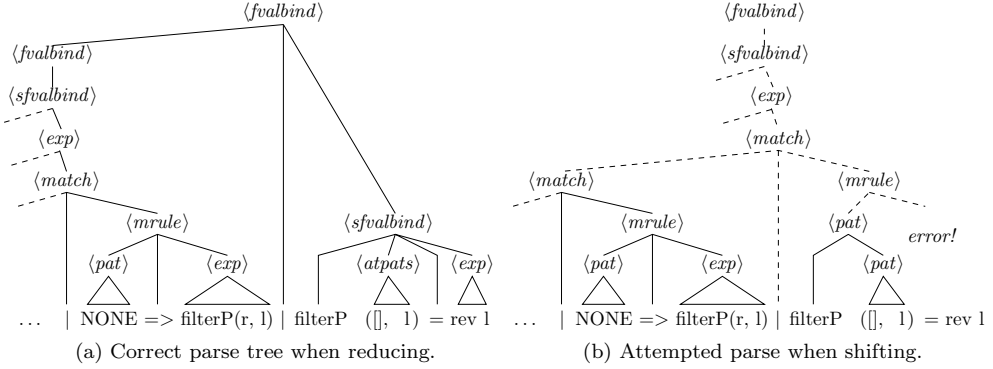 ⟨fvalbind⟩ ⟨fvalbind⟩
⟨fvalbind⟩ ⟨sfvalbind⟩
⟨sfvalbind⟩ ⟨exp⟩
⟨exp⟩ ⟨match⟩
⟨match⟩ ⟨match⟩ ⟨mrule⟩
⟨mrule⟩ ⟨sfvalbind⟩ ⟨mrule⟩ ⟨pat⟩ error!
⟨pat⟩ ⟨exp⟩ ⟨atpats⟩ ⟨exp⟩ ⟨pat⟩ ⟨exp⟩ ⟨pat⟩
... | NONE => filterP(r, l) | filterP ([], l) = rev l ... | NONE => filterP(r, l) | filterP ([], l) = rev l
(a) Correct parse tree when reducing. (b) Attempted parse when shifting.